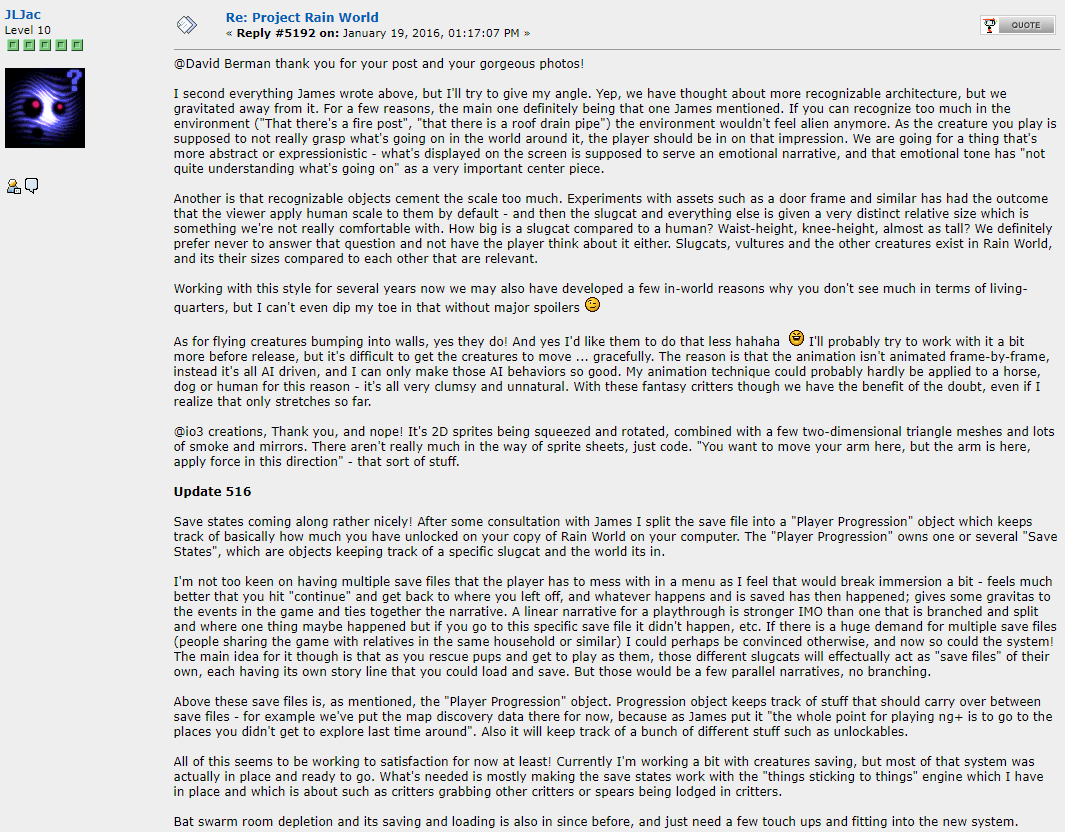 JLJac
Level 10
Re: Project Rain World
« Reply #5192 on: January 19, 2016, 01:17:07 PM »
QUOTE
@David Berman thank you for your post and your gorgeous photos!
I second everything James wrote above, but I'll try to give my angle. Yep, we have thought about more recognizable architecture, but we
gravitated away from it. For a few reasons, the main one definitely being that one James mentioned. If you can recognize too much in the
environment ("That there's a fire post", "that there is a roof drain pipe") the environment wouldn't feel alien anymore. As the creature you play is
supposed to not really grasp what's going on in the world around it, the player should be in on that impression. We are going for a thing that's
more abstract or expressionistic - what's displayed on the screen is supposed to serve an emotional narrative, and that emotional tone has "not
quite understanding what's going on" as a very important center piece.
Another is that recognizable objects cement the scale too much. Experiments with assets such as a door frame and similar has had the outcome
that the viewer apply human scale to them by default - and then the slugcat and everything else is given a very distinct relative size which is
something we're not really comfortable with. How big is a slugcat compared to a human? Waist-height, knee-height, almost as tall? We definitely
prefer never to answer that question and not have the player think about it either. Slugcats, vultures and the other creatures exist in Rain World,
and its their sizes compared to each other that are relevant.
Working with this style for several years now we may also have developed a few in-world reasons why you don't see much in terms of living-
quarters, but I can't even dip my toe in that without major spoilers
As for flying creatures bumping into walls, yes they do! And yes I'd like them to do that less hahaha I'll probably try to work with it a bit
more before release, but it's difficult to get the creatures to move ... gracefully. The reason is that the animation isn't animated frame-by-frame,
instead it's all AI driven, and I can only make those AI behaviors so good. My animation technique could probably hardly be applied to a horse,
dog or human for this reason - it's all very clumsy and unnatural. With these fantasy critters though we have the benefit of the doubt, even if I
realize that only stretches so far.
@io3 creations, Thank you, and nope! It's 2D sprites being squeezed and rotated, combined with a few two-dimensional triangle meshes and lots
of smoke and mirrors. There aren't really much in the way of sprite sheets, just code. "You want to move your arm here, but the arm is here,
apply force in this direction" - that sort of stuff.
Update 516
Save states coming along rather nicely! After some consultation with James I split the save file into a "Player Progression" object which keeps
track of basically how much you have unlocked on your copy of Rain World on your computer. The "Player Progression" owns one or several "Save
States", which are objects keeping track of a specific slugcat and the world its in.
I'm not too keen on having multiple save files that the player has to mess with in a menu as I feel that would break immersion a bit - feels much
better that you hit "continue" and get back to where you left off, and whatever happens and is saved has then happened; gives some gravitas to
the events in the game and ties together the narrative. A linear narrative for a playthrough is stronger IMO than one that is branched and split
and where one thing maybe happened but if you go to this specific save file it didn't happen, etc. If there is a huge demand for multiple save files
(people sharing the game with relatives in the same household or similar) I could perhaps be convinced otherwise, and now so could the system!
The main idea for it though is that as you rescue pups and get to play as them, those different slugcats will effectually act as "save files" of their
own, each having its own story line that you could load and save. But those would be a few parallel narratives, no branching.
Above these save files is, as mentioned, the "Player Progression" object. Progression object keeps track of stuff that should carry over between
save files - for example we've put the map discovery data there for now, because as James put it "the whole point for playing ng+ is to go to the
places you didn't get to explore last time around". Also it will keep track of a bunch of different stuff such as unlockables.
All of this seems to be working to satisfaction for now at least! Currently I'm working a bit with creatures saving, but most of that system was
actually in place and ready to go. What's needed is mostly making the save states work with the "things sticking to things" engine which I have
in place and which is about such as critters grabbing other critters or spears being lodged in critters.
Bat swarm room depletion and its saving and loading is also in since before, and just need a few touch ups and fitting into the new system.